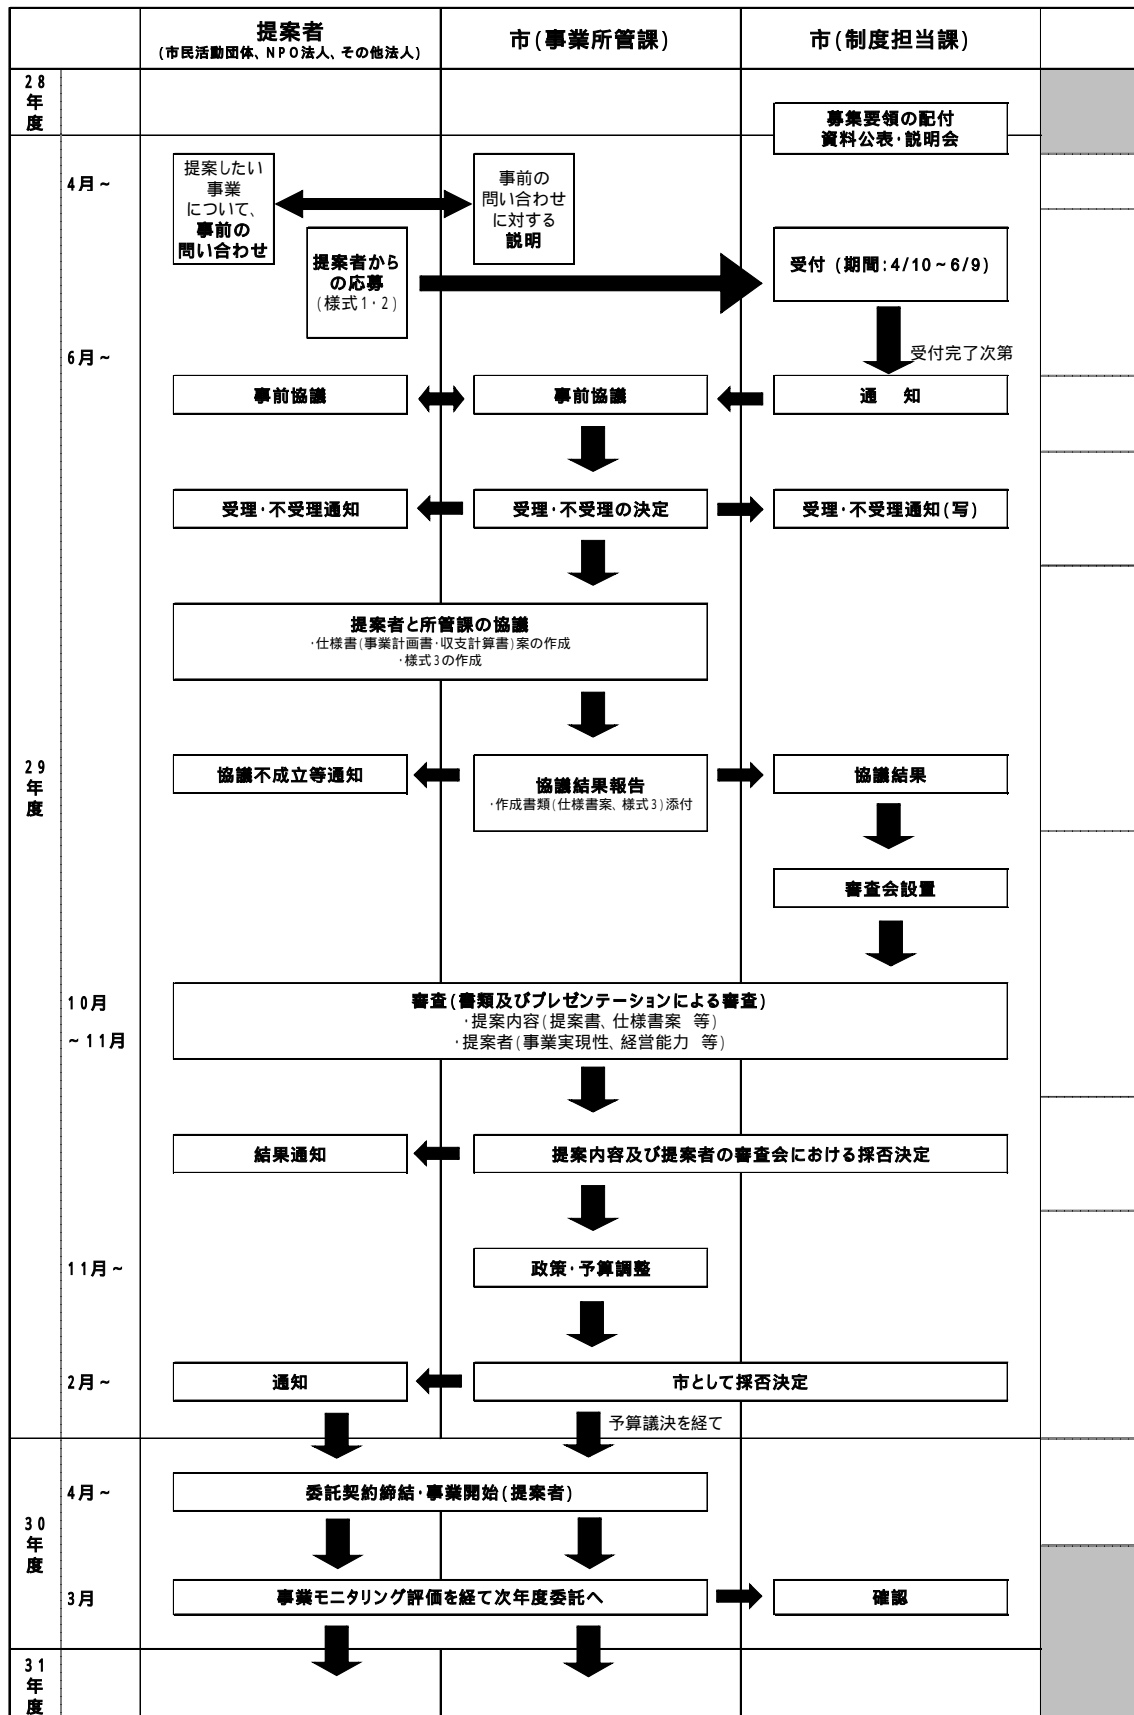 提案者
(市民活動団体、NPO法人、その他法人)
市(事業所管課)
市(制度担当課)
28
年
度
募集要領の配付
資料公表・説明会
4月~
提案したい
事業
について、
事前の
問い合わせ
事前の
問い合わせ
に対する
説明
提案者から
の応募
(様式1・2)
受付 (期間:4/10~6/9)
6月~
受付完了次第
事前協議
事前協議
通 知
受理・不受理通知
受理・不受理の決定
受理・不受理通知(写)
提案者と所管課の協議
・仕様書(事業計画書・収支計算書)案の作成
・様式3の作成
29
年
度
協議不成立等通知
協議結果報告
・作成書類(仕様書案、様式3)添付
協議結果
審査会設置
10月
~11月
審査(書類及びプレゼンテーションによる審査)
・提案内容(提案書、仕様書案 等)
・提案者(事業実現性、経営能力 等)
結果通知
提案内容及び提案者の審査会における採否決定
11月~
政策・予算調整
2月~
通知
市として採否決定
予算議決を経て
30
年
度
4月~
委託契約締結・事業開始(提案者)
3月
事業モニタリング評価を経て次年度委託へ
確認
31
年
度